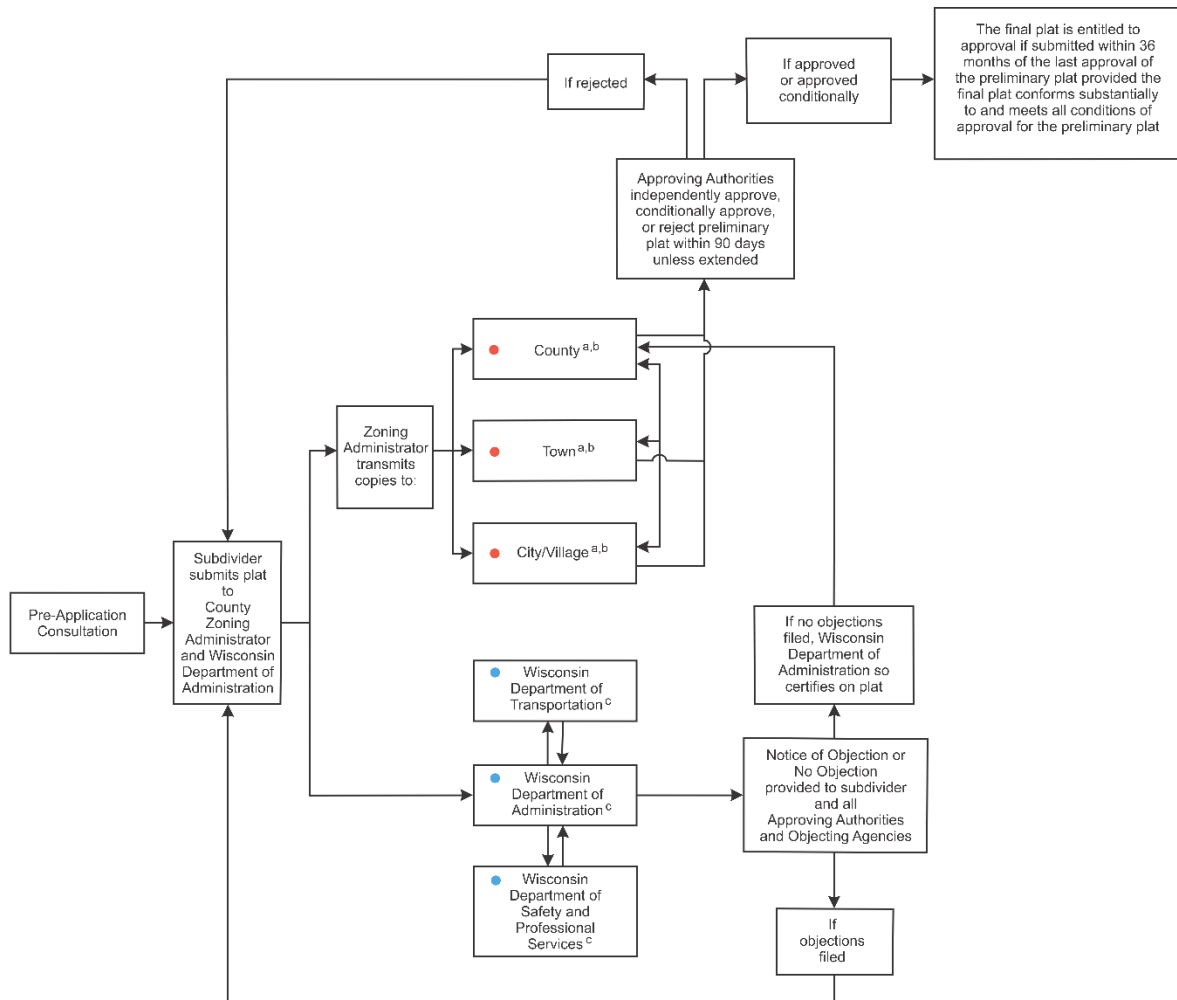 The final plat is entitled to
approval if submitted within 36
months of the last approval of
the preliminary plat provided the
final plat conforms substantially
to and meets all conditions of
approval for the preliminary plat
If approved
or approved
conditionally
If rejected
Approving Authorities
independently approve,
conditionally approve,
or reject preliminary
plat within 90 days
unless extended
County a,b
Zoning
Administrator
transmits
copies to:
Town a,b
City/Village a,b
Subdivider
submits plat
to
County
Zoning
Administrator
and Wisconsin
Department of
Administration
Pre-Application
Consultation
If no objections
filed, Wisconsin
Department of
Administration so
certifies on plat
Wisconsin
Department of
Transportation c
Wisconsin
Department of
Administration c
Notice of Objection or
No Objection
provided to subdivider
and all
Approving Authorities
and Objecting Agencies
Wisconsin
Department of
Safety and
Professional
Services c
If
objections
filed